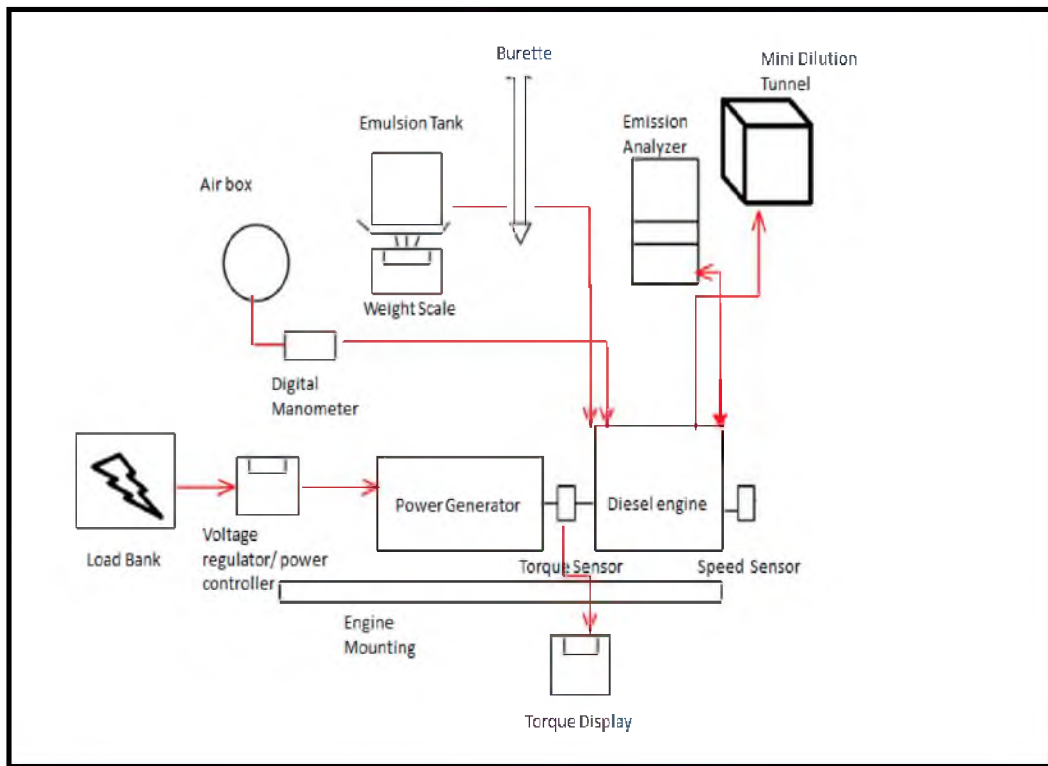 Burette
Mini Dilution
Tunnel
Emulsion Tank
Emission
Analyzer
Air box
Weight Scale
Digital
Manometer
Power Generator
Diesel engine
Load Bank
Voltage
regulator/ power
controller
Torque Sensor
Speed Sensor
Engine
Mounting
Torque Display